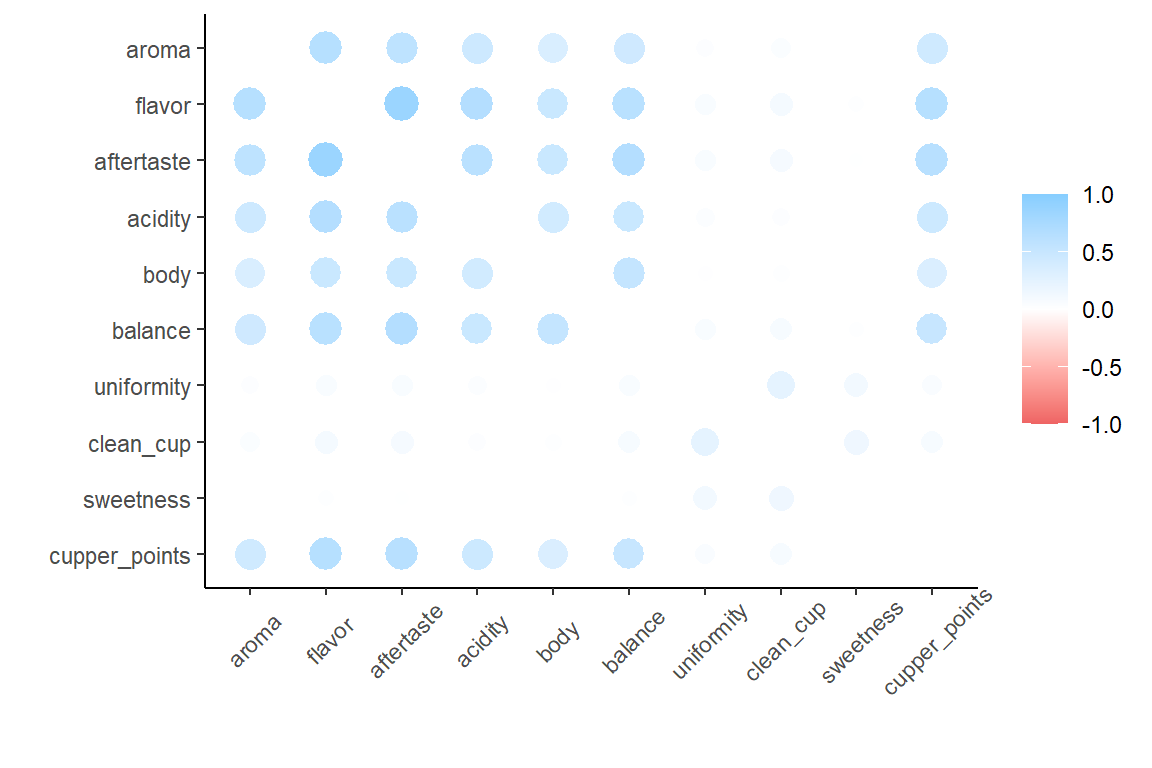 aroma
flavor
aftertaste
acidity
body
balance
uniformity
clean_cup
sweetness
cupper_points
1.0
0.5
0.0
-0.5
-1.0
aroma
flavor
aftertaste
acidity
body
balance
uniformity
clean_cup
sweetness
cupper_points